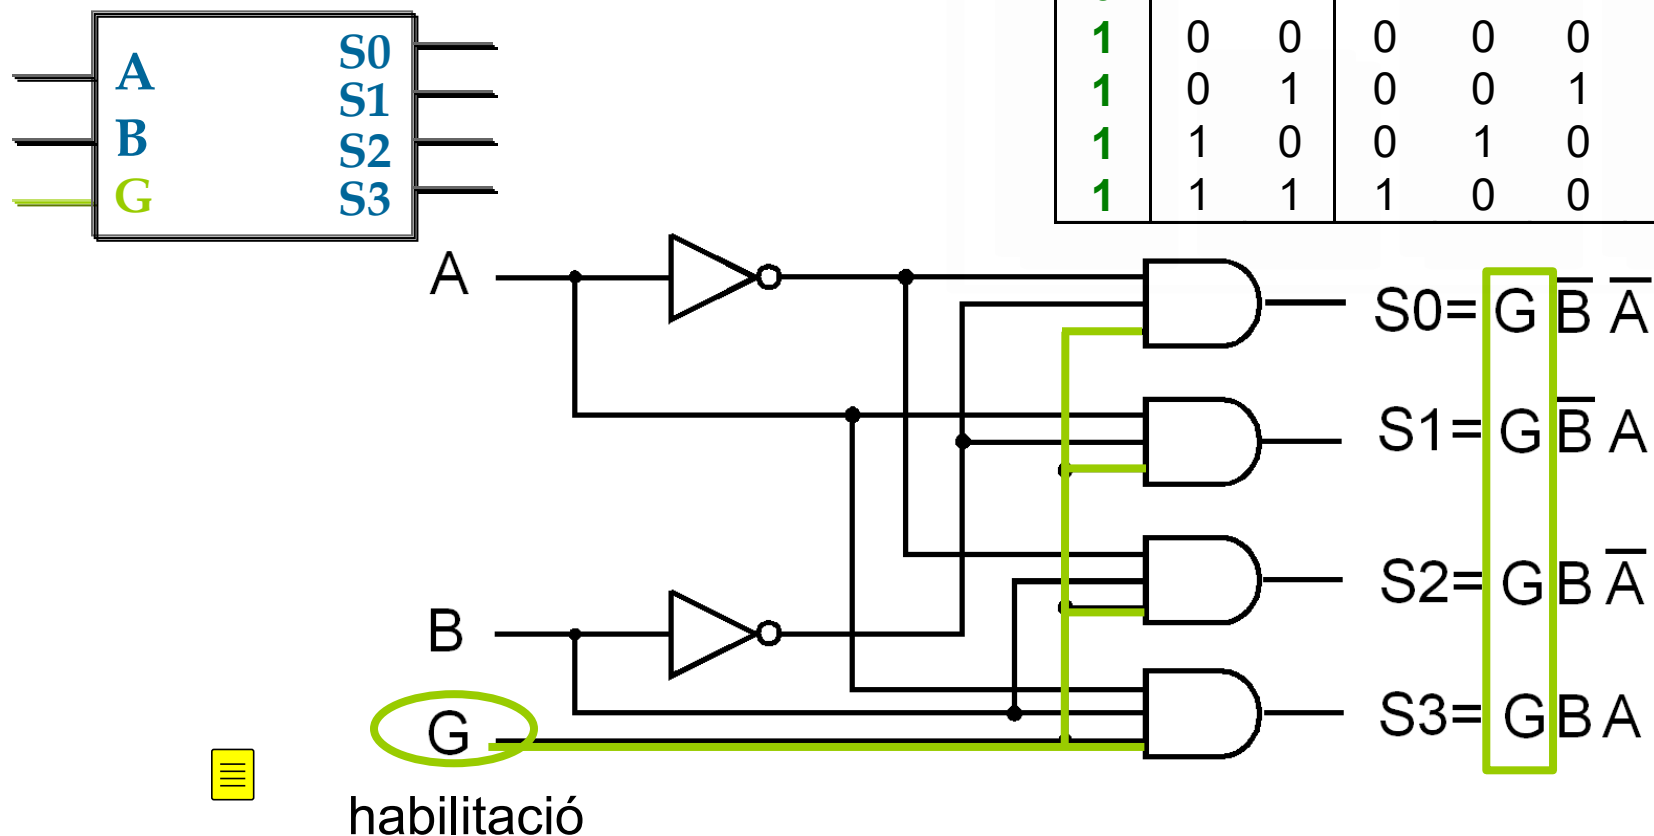 A
B
G
S0
S1
S2
S3
1 0 0 0 0 0
1 0 1 0 0 1
1 1 0 0 1 0
1 1 1 1 0 0
A
B
G
habilitació
S0= G B̅ A̅
S1= G B̅ A
S2= G B A̅
S3= G B A